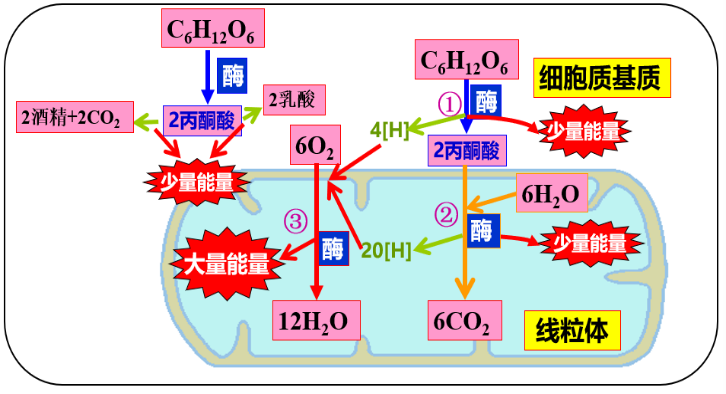 C₆H₁₂O₆
酶
2酒精+2CO₂
2丙酮酸
2乳酸
少量能量
C₆H₁₂O₆
细胞质基质
①
酶
4[H]
少量能量
2丙酮酸
6O₂
6H₂O
③
②
酶
酶
20[H]
少量能量
大量能量
12H₂O
6CO₂
线粒体